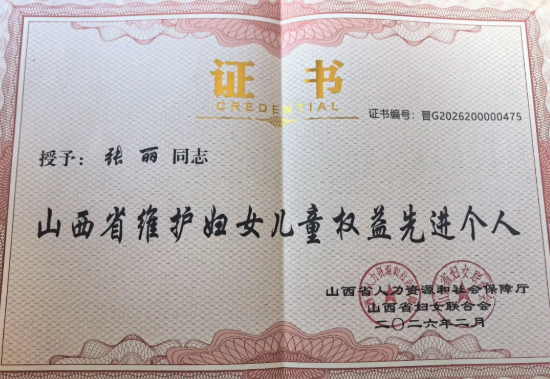 证书
CREDENTIAL
证书编号：晋G2026200000475
授予：张丽同志
山西省维护妇女儿童权益先进个人
山西省人力资源和社会保障厅
山西省妇女联合会
二〇二六年二月